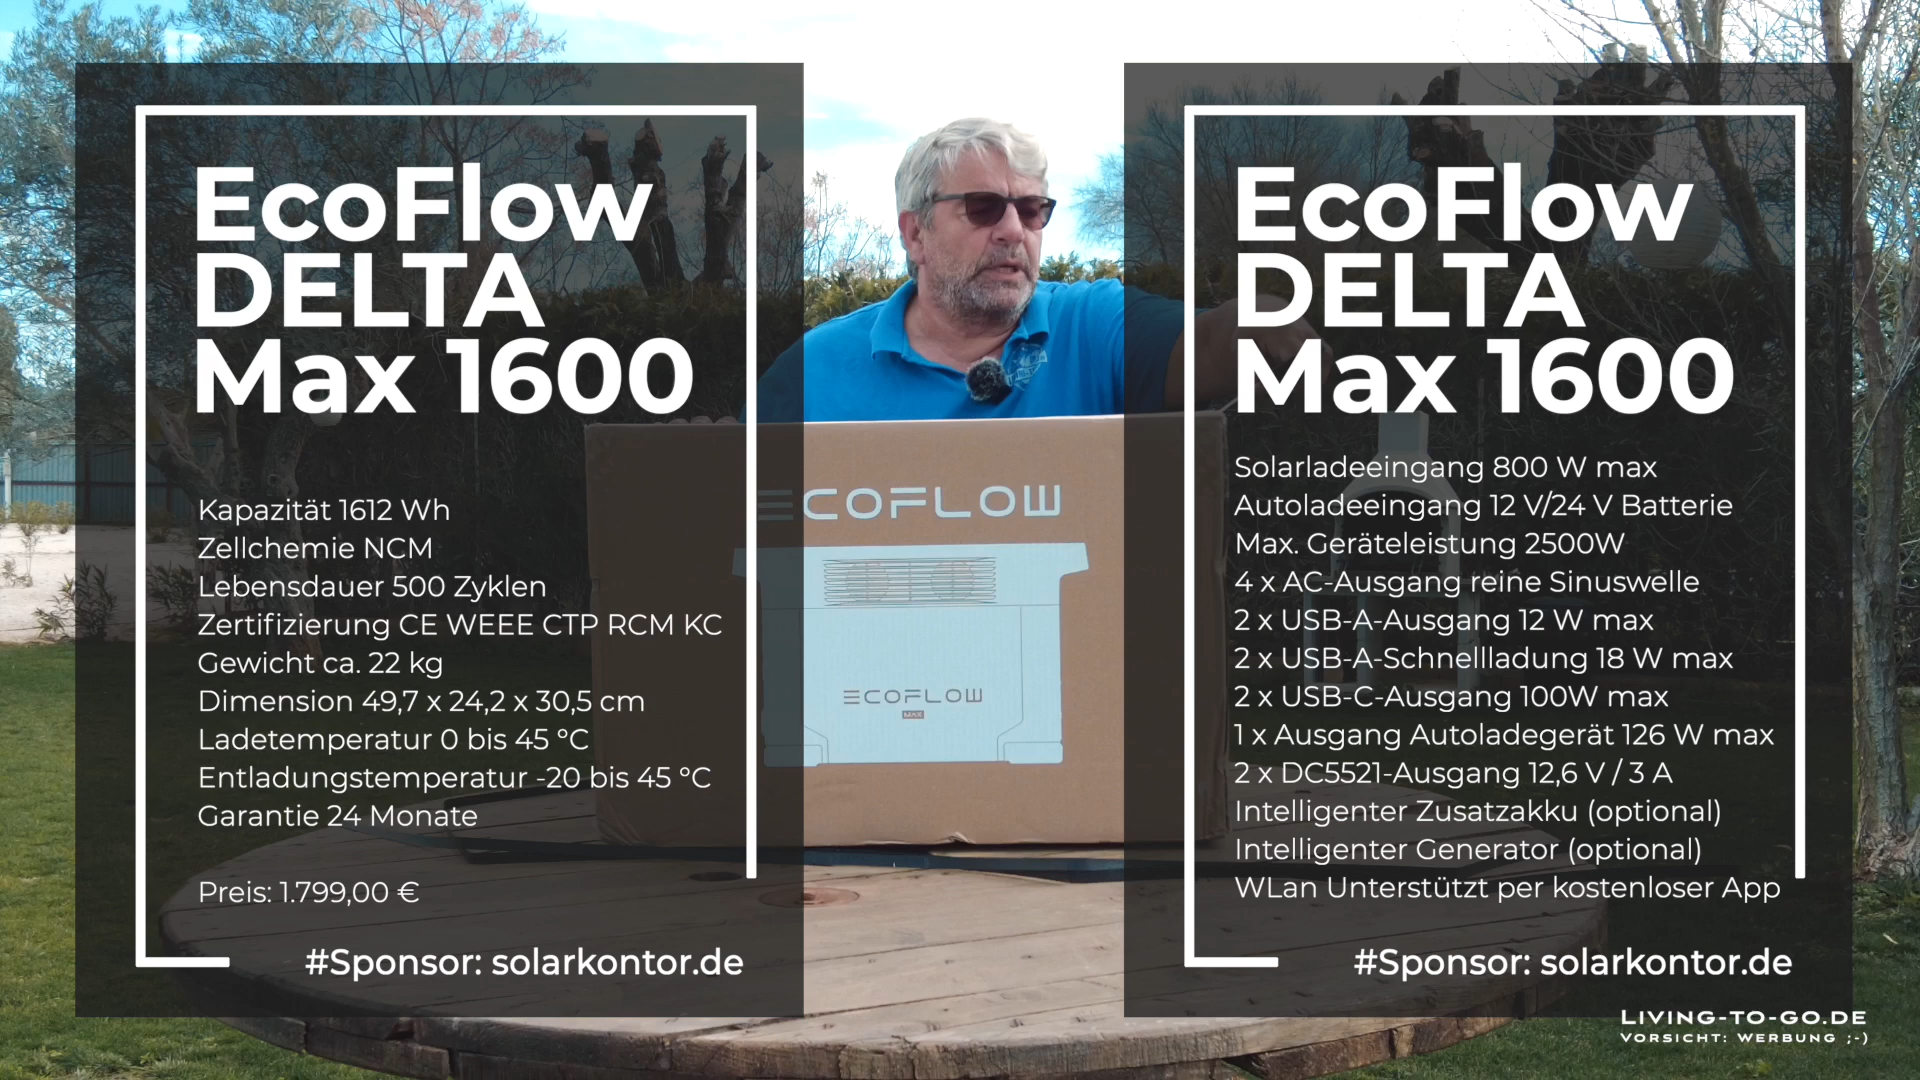 EcoFlow
DELTA
Max 1600
Kapazität 1612 Wh
Zellchemie NCM
Lebensdauer 500 Zyklen
Zertifizierung CE WEEE CTP RCM KC
Gewicht ca. 22 kg
Dimension 49,7 x 24,2 x 30,5 cm
Ladetemperatur 0 bis 45 °C
Entladungstemperatur -20 bis 45 °C
Garantie 24 Monate
Preis: 1.799,00 €
#Sponsor: solarkontor.de
ECOFLOW
ECOFLOW
MAX
EcoFlow
DELTA
Max 1600
Solarladeeingang 800 W max
Autoladeeingang 12 V/24 V Batterie
Max. Geräteleistung 2500W
4 x AC-Ausgang reine Sinuswelle
2 x USB-A-Ausgang 12 W max
2 x USB-A-Schnellladung 18 W max
2 x USB-C-Ausgang 100W max
1 x Ausgang Autoladegerät 126 W max
2 x DC5521-Ausgang 12,6 V / 3 A
Intelligenter Zusatzakku (optional)
Intelligenter Generator (optional)
WLan Unterstützt per kostenloser App
#Sponsor: solarkontor.de
LIVING-TO-GO.DE
VORSICHT: WERBUNG ;-)